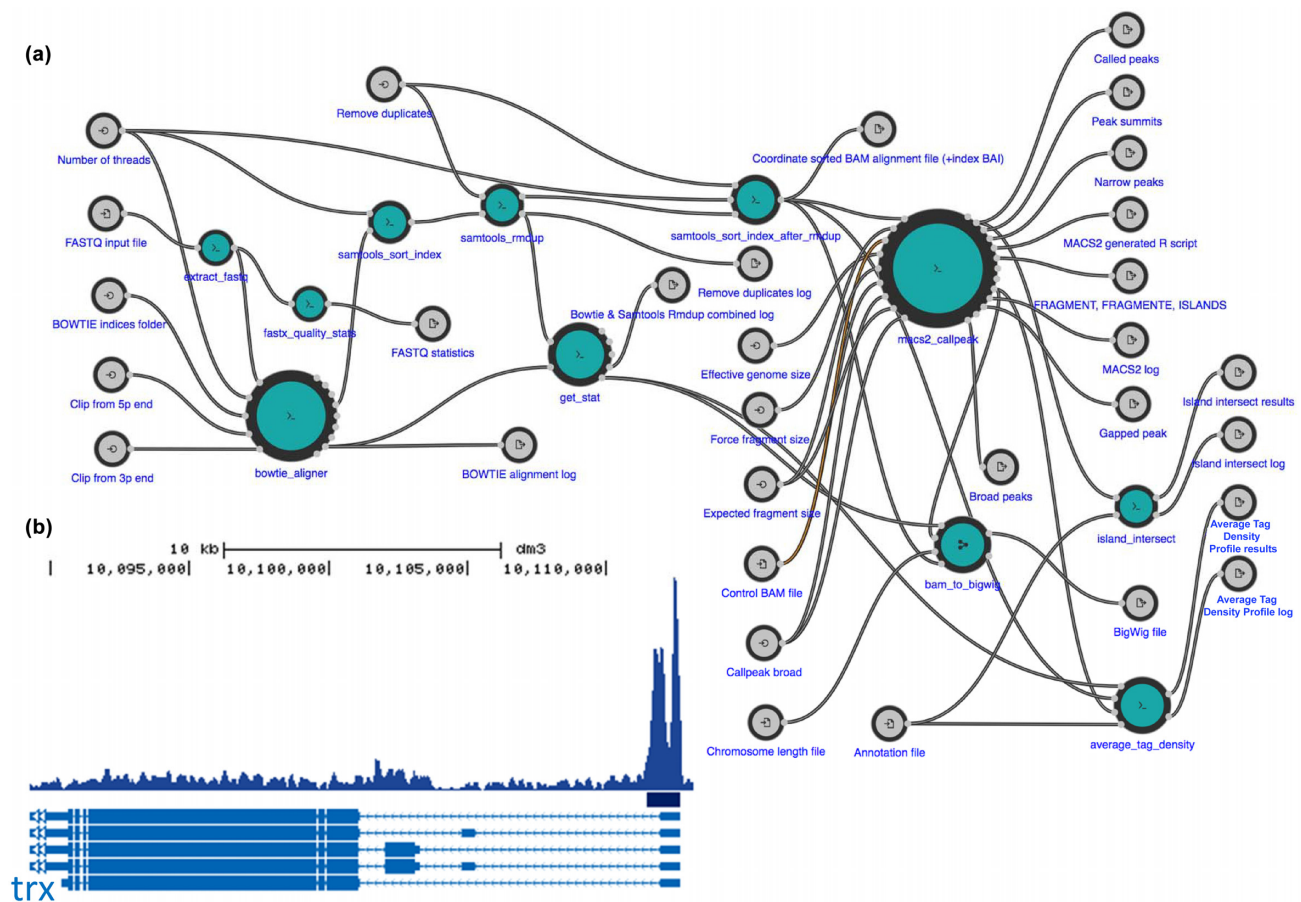 (a)
Called peaks
Remove duplicates
Peak summits
Number of threads
Coordinate sorted BAM alignment file (+index BAI)
Narrow peaks
FASTQ input file
samtools_sort_index
samtools_rmdup
samtools_sort_index_after_rmdup
MACS2 generated R script
extract_fastq
Remove duplicates log
FRAGMENT, FRAGMENTE, ISLANDS
BOWTIE indices folder
fastx_quality_stats
FASTQ statistics
Bowtie & Samtools Rmdup combined log
macs2_callpeak
MACS2 log
Effective genome size
get_stat
Clip from 5p end
Island intersect results
Force fragment size
Gapped peak
Clip from 3p end
bowtie_aligner
BOWTIE alignment log
Island intersect log
Broad peaks
Expected fragment size
island_intersect
Average Tag
Density
Profile results
Control BAM file
bam_to_bigwig
Average Tag
Density Profile log
BigWig file
Callpeak broad
Chromosome length file
Annotation file
average_tag_density
(b)
10 kb dm3
10,095,000 10,100,000 10,105,000 10,110,000
trx